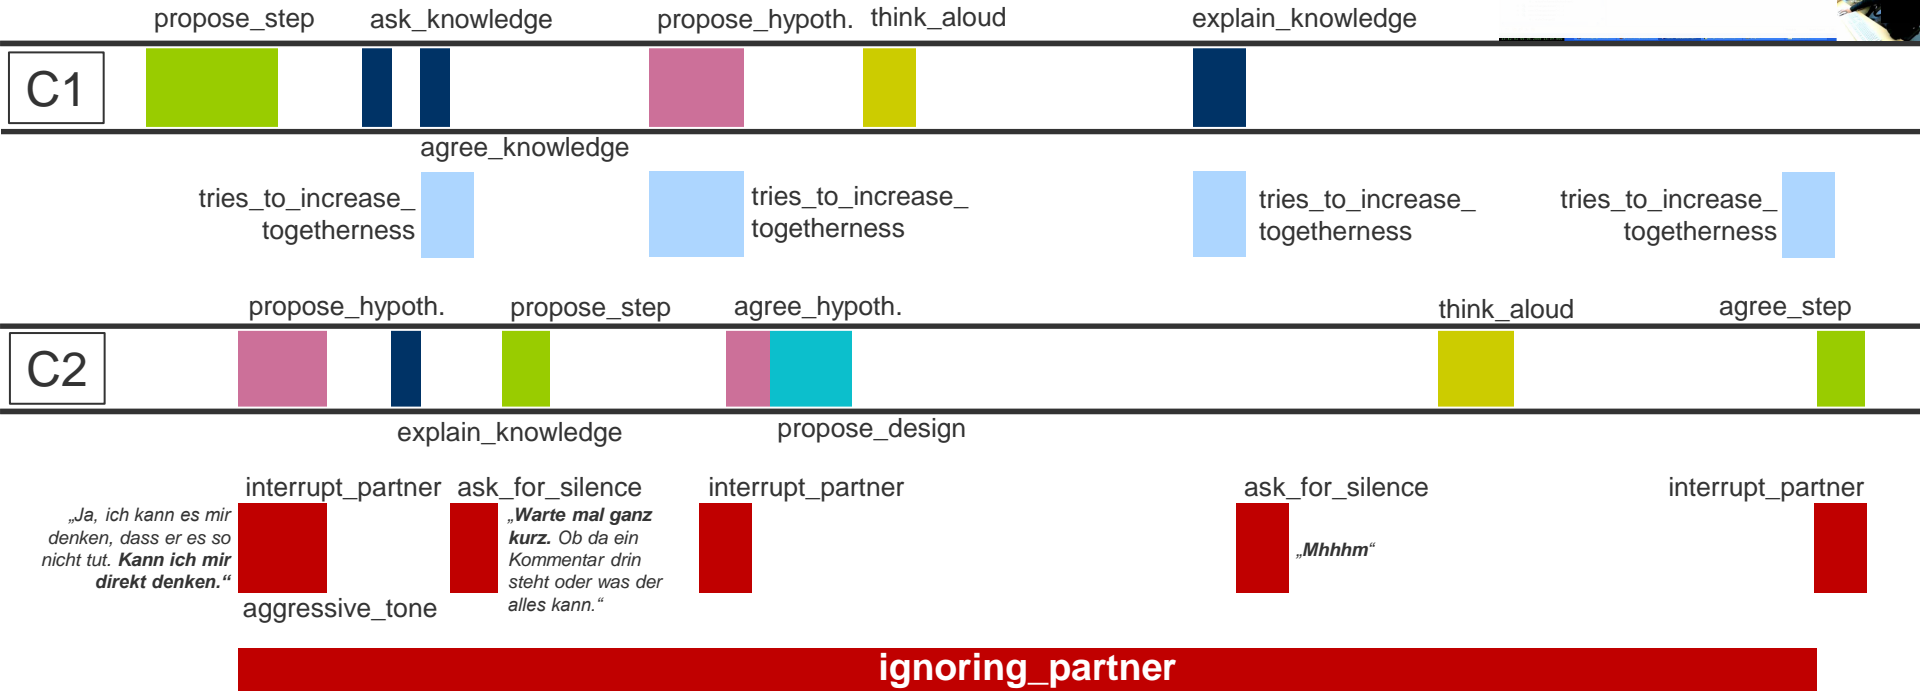 propose_step
ask_knowledge
propose_hypoth.
think_aloud
explain_knowledge
C1
agree_knowledge
tries_to_increase_
togetherness
tries_to_increase_
togetherness
tries_to_increase_
togetherness
tries_to_increase_
togetherness
propose_hypoth.
propose_step
agree_hypoth.
think_aloud
agree_step
C2
explain_knowledge
propose_design
interrupt_partner
ask_for_silence
interrupt_partner
ask_for_silence
interrupt_partner
„Ja, ich kann es mir
denken, dass er es so
nicht tut. Kann ich mir
direkt denken.“
„Warte mal ganz
kurz. Ob da ein
Kommentar drin
steht oder was der
alles kann.“
„Mhhhm“
aggressive_tone
ignoring_partner